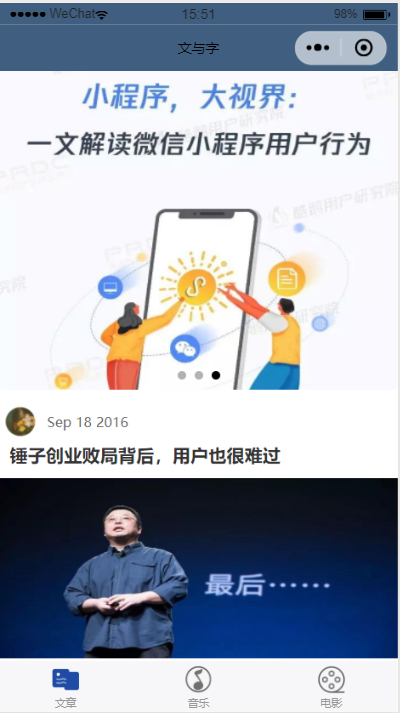 WeChat
15:51
98%
文与字
小程序，大视界：
一文解读微信小程序用户行为
酷鹅用户研究院
Sep 18 2016
锤子创业败局背后，用户也很难过
最后……
文章
音乐
电影